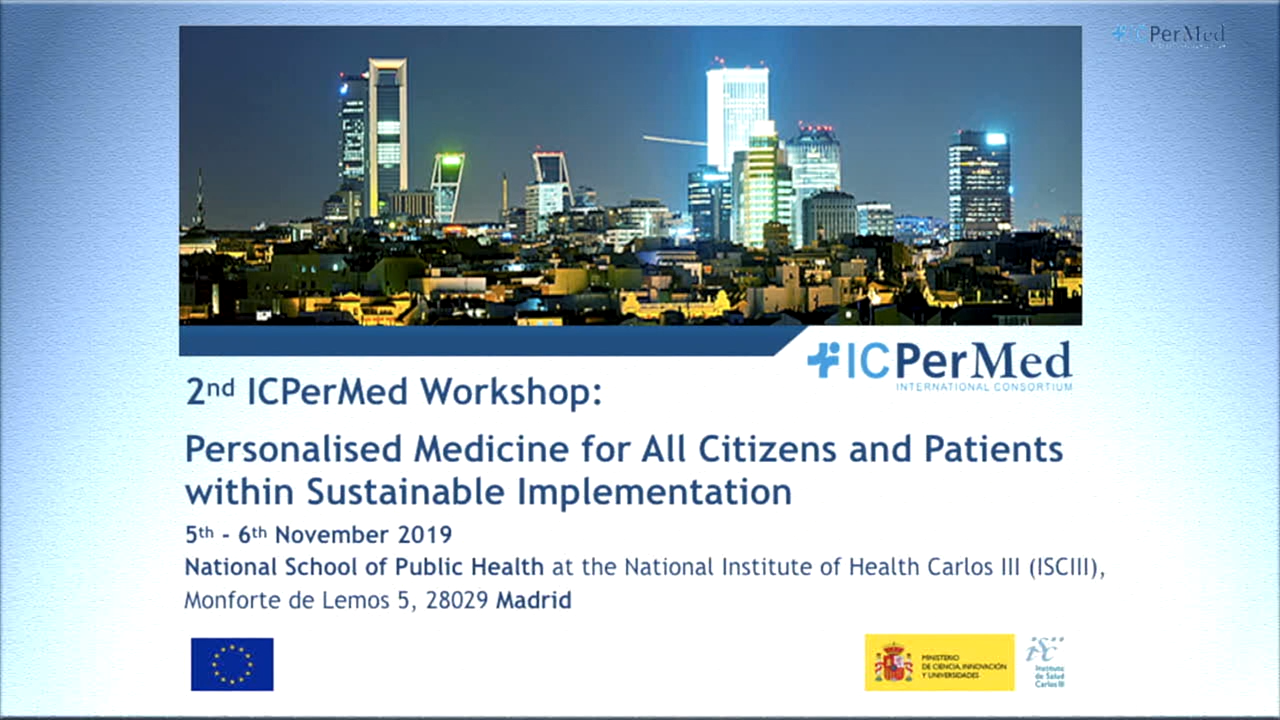 ICPerMed
ICPerMed
INTERNATIONAL CONSORTIUM
2nd ICPerMed Workshop:
Personalised Medicine for All Citizens and Patients
within Sustainable Implementation
5th - 6th November 2019
National School of Public Health at the National Institute of Health Carlos III (ISCIII),
Monforte de Lemos 5, 28029 Madrid
MINISTERIO
DE CIENCIA, INNOVACIÓN
Y UNIVERSIDADES
isc
Instituto
de Salud
Carlos III